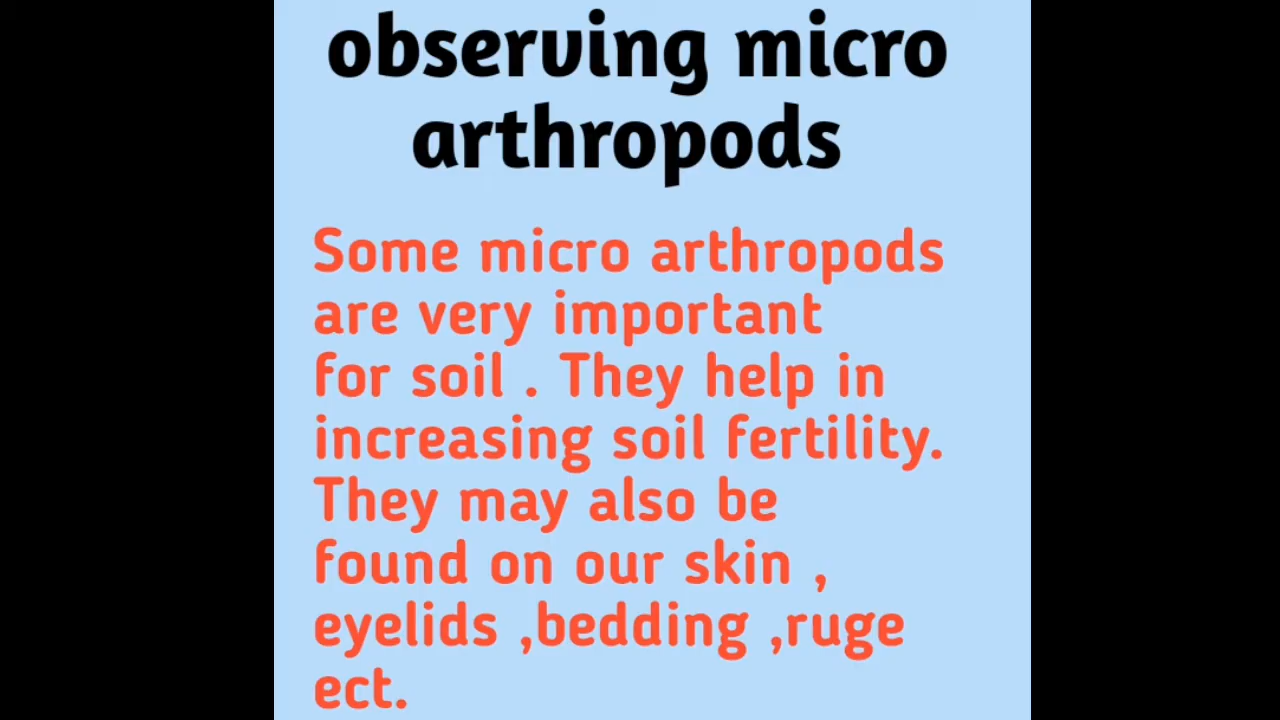 observing micro
arthropods
Some micro arthropods
are very important
for soil . They help in
increasing soil fertility.
They may also be
found on our skin ,
eyelids ,bedding ,ruge
ect.